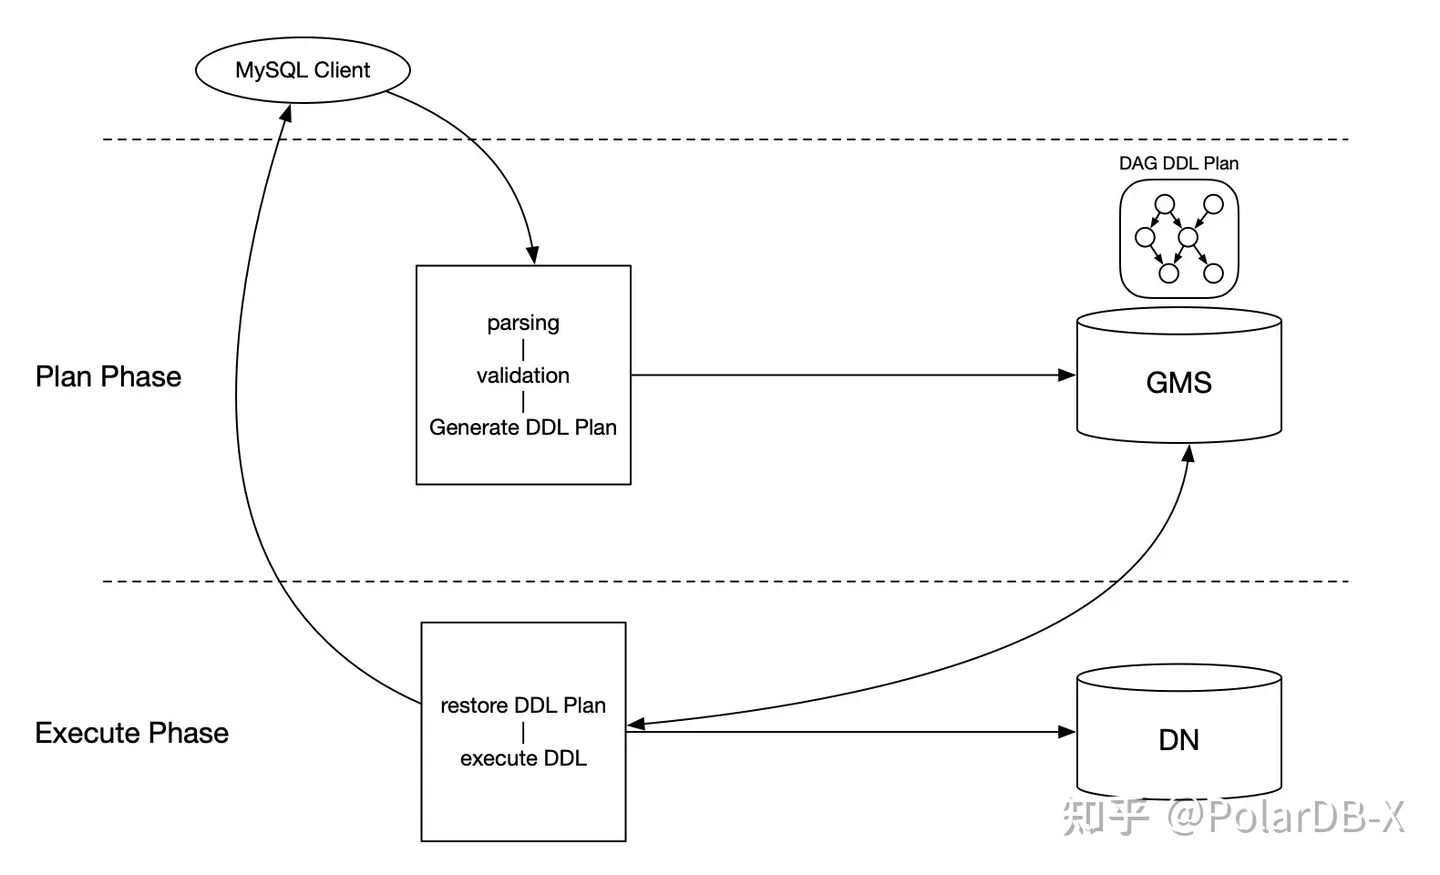 MySQL Client
DAG DDL Plan
parsing
validation
Generate DDL Plan
Plan Phase
GMS
restore DDL Plan
execute DDL
Execute Phase
DN
知乎 @PolarDB-X